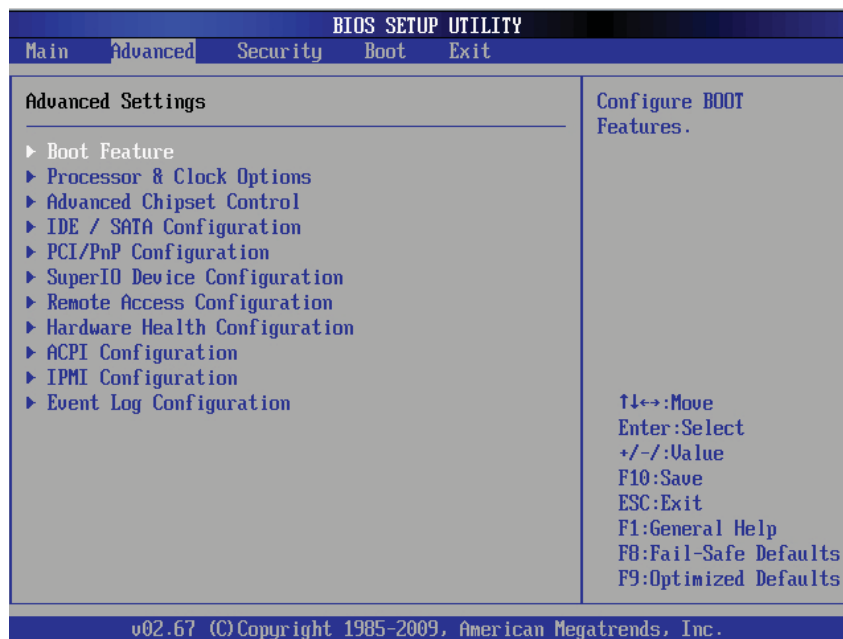 BIOS SETUP UTILITY
Main Advanced Security Boot Exit
Advanced Settings
▶ Boot Feature
▶ Processor & Clock Options
▶ Advanced Chipset Control
▶ IDE / SATA Configuration
▶ PCI/PnP Configuration
▶ SuperIO Device Configuration
▶ Remote Access Configuration
▶ Hardware Health Configuration
▶ ACPI Configuration
▶ IPMI Configuration
▶ Event Log Configuration
Configure BOOT
Features.
↑↓←→:Move
Enter:Select
+/-/:Value
F10:Save
ESC:Exit
F1:General Help
F8:Fail-Safe Defaults
F9:Optimized Defaults
v02.67 (C)Copyright 1985-2009, American Megatrends, Inc.